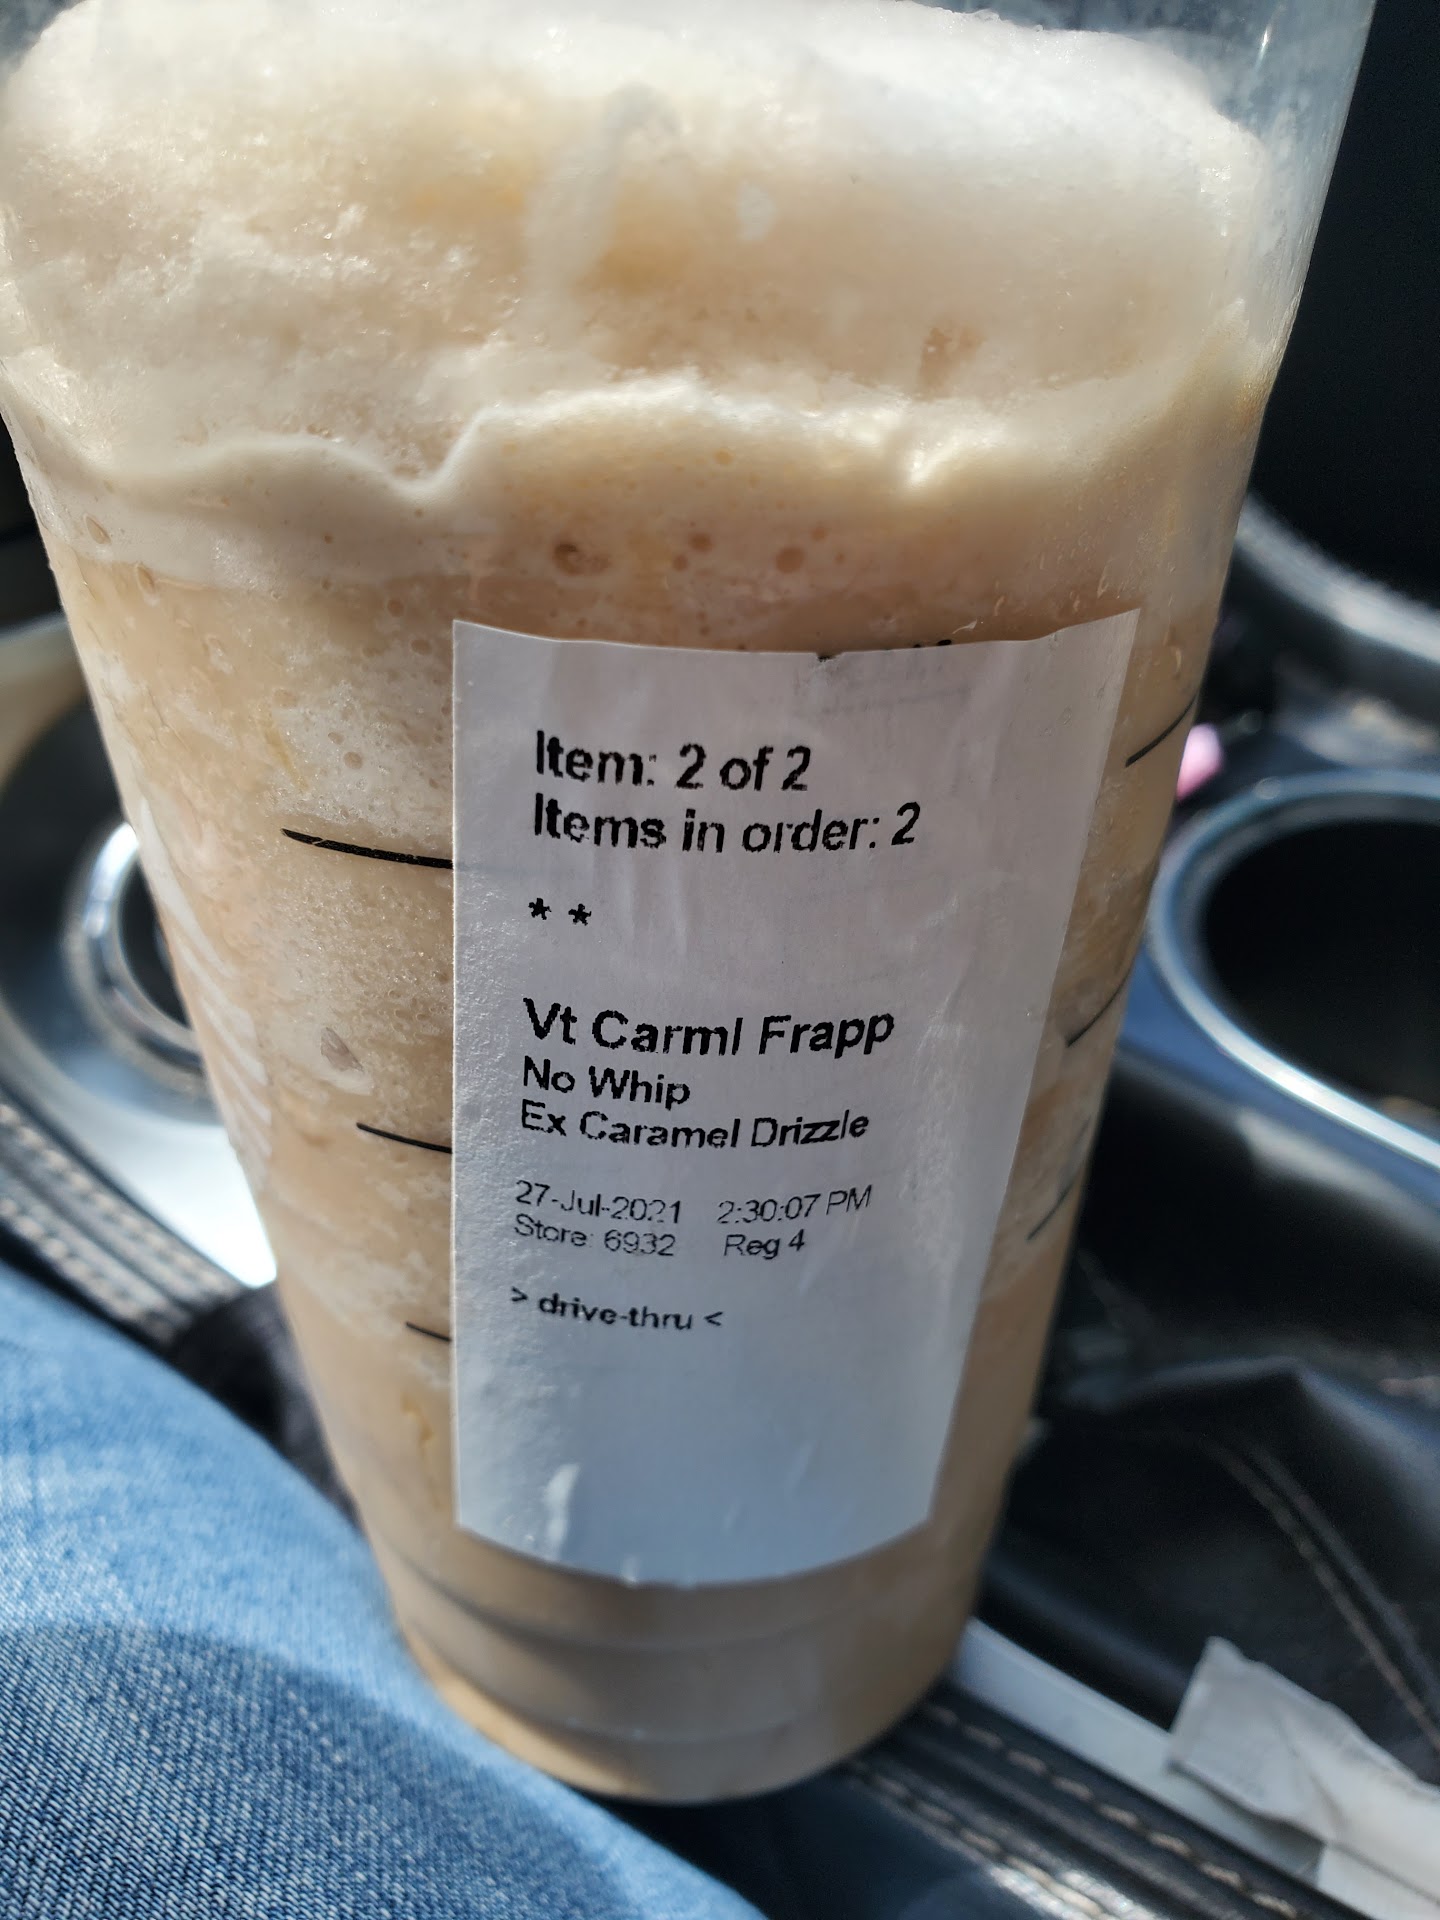 Item: 2 of 2
Items in order: 2
* *
Vt Carml Frapp
No Whip
Ex Caramel Drizzle
27-Jul-2021 2:30:07 PM
Store: 6932 Reg 4
> drive-thru <